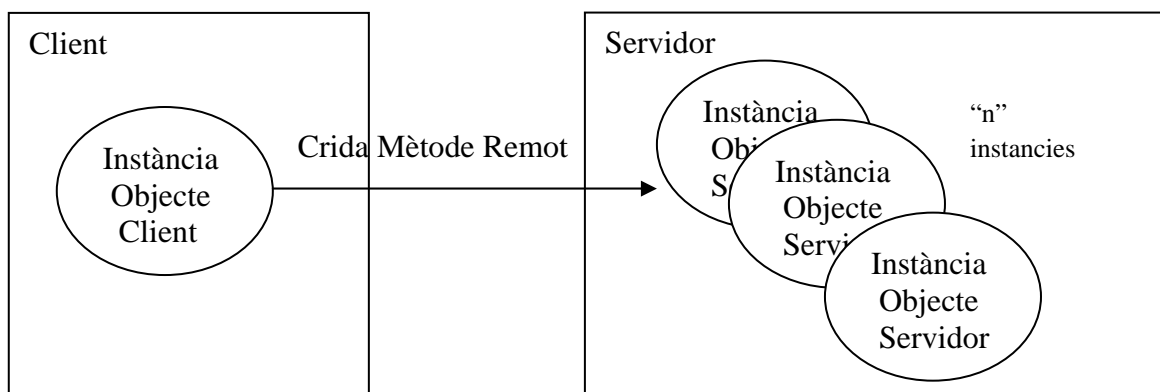 Client
Servidor
Instància
Objecte
Client
Crida Mètode Remot
Instància
“n”
instancies
Instància
Objecte
Instància
Objecte
Servidor